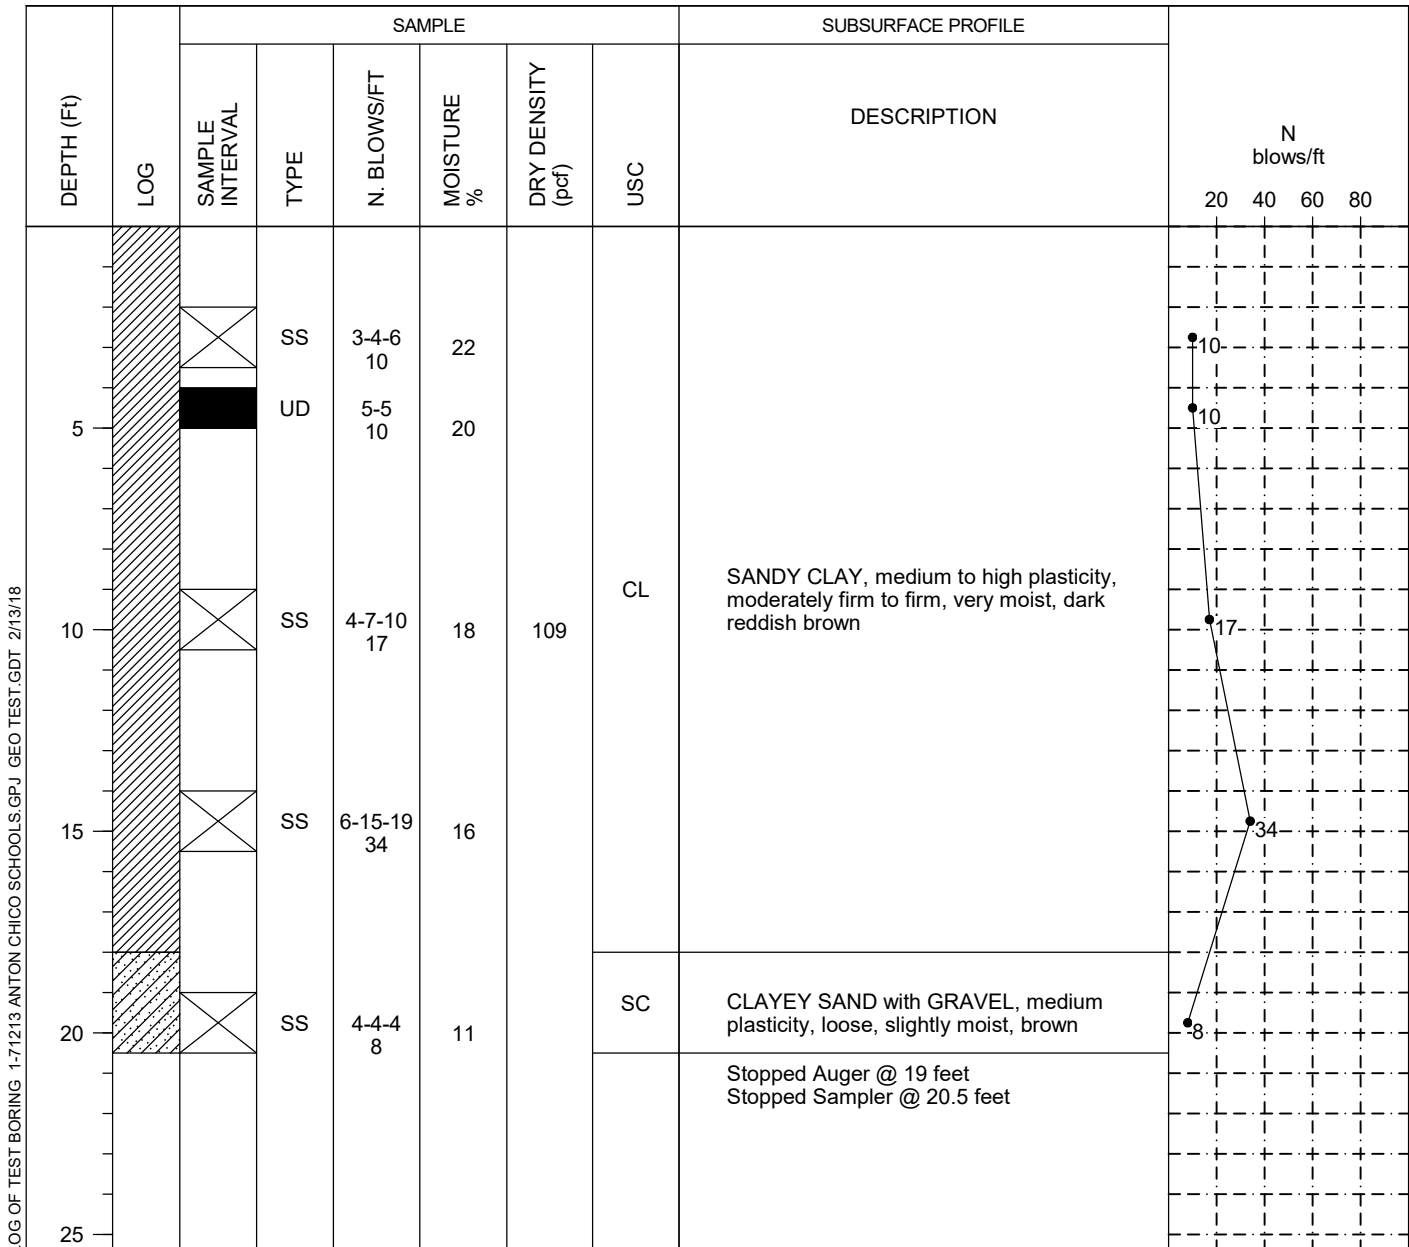 SAMPLE
SUBSURFACE PROFILE
DEPTH (Ft)
LOG
SAMPLE
INTERVAL
TYPE
N. BLOWS/FT
MOISTURE
%
DRY DENSITY
(pcf)
USC
DESCRIPTION
N
blows/ft
20 40 60 80
SS 3-4-6 22
10
10
UD 5-5
5 10 20
10
CL
SANDY CLAY, medium to high plasticity,
moderately firm to firm, very moist, dark
reddish brown
SS 4-7-10
10 17 18 109
17
SS 6-15-19
15 34 16
34
SC
CLAYEY SAND with GRAVEL, medium
plasticity, loose, slightly moist, brown
SS 4-4-4
20 8 11
8
Stopped Auger @ 19 feet
Stopped Sampler @ 20.5 feet
25
OG OF TEST BORING 1-71213 ANTON CHICO SCHOOLS.GPJ GEO TEST.GDT 2/13/18